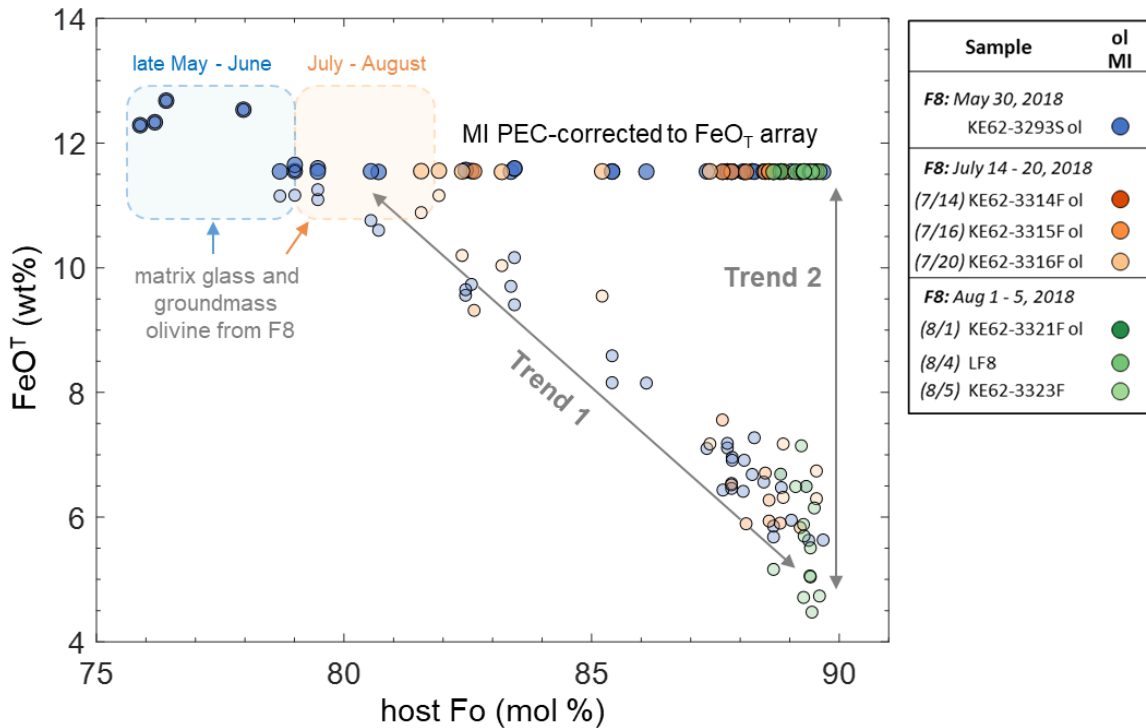 14
12
10
8
6
4
FeOᵀ (wt%)
75
80
85
90
host Fo (mol %)
late May - June
July - August
MI PEC-corrected to FeO_T array
matrix glass and
groundmass
olivine from F8
Trend 1
Trend 2
Sample
ol
MI
F8: May 30, 2018
KE62-3293S ol
F8: July 14 - 20, 2018
(7/14) KE62-3314F ol
(7/16) KE62-3315F ol
(7/20) KE62-3316F ol
F8: Aug 1 - 5, 2018
(8/1) KE62-3321F ol
(8/4) LF8
(8/5) KE62-3323F